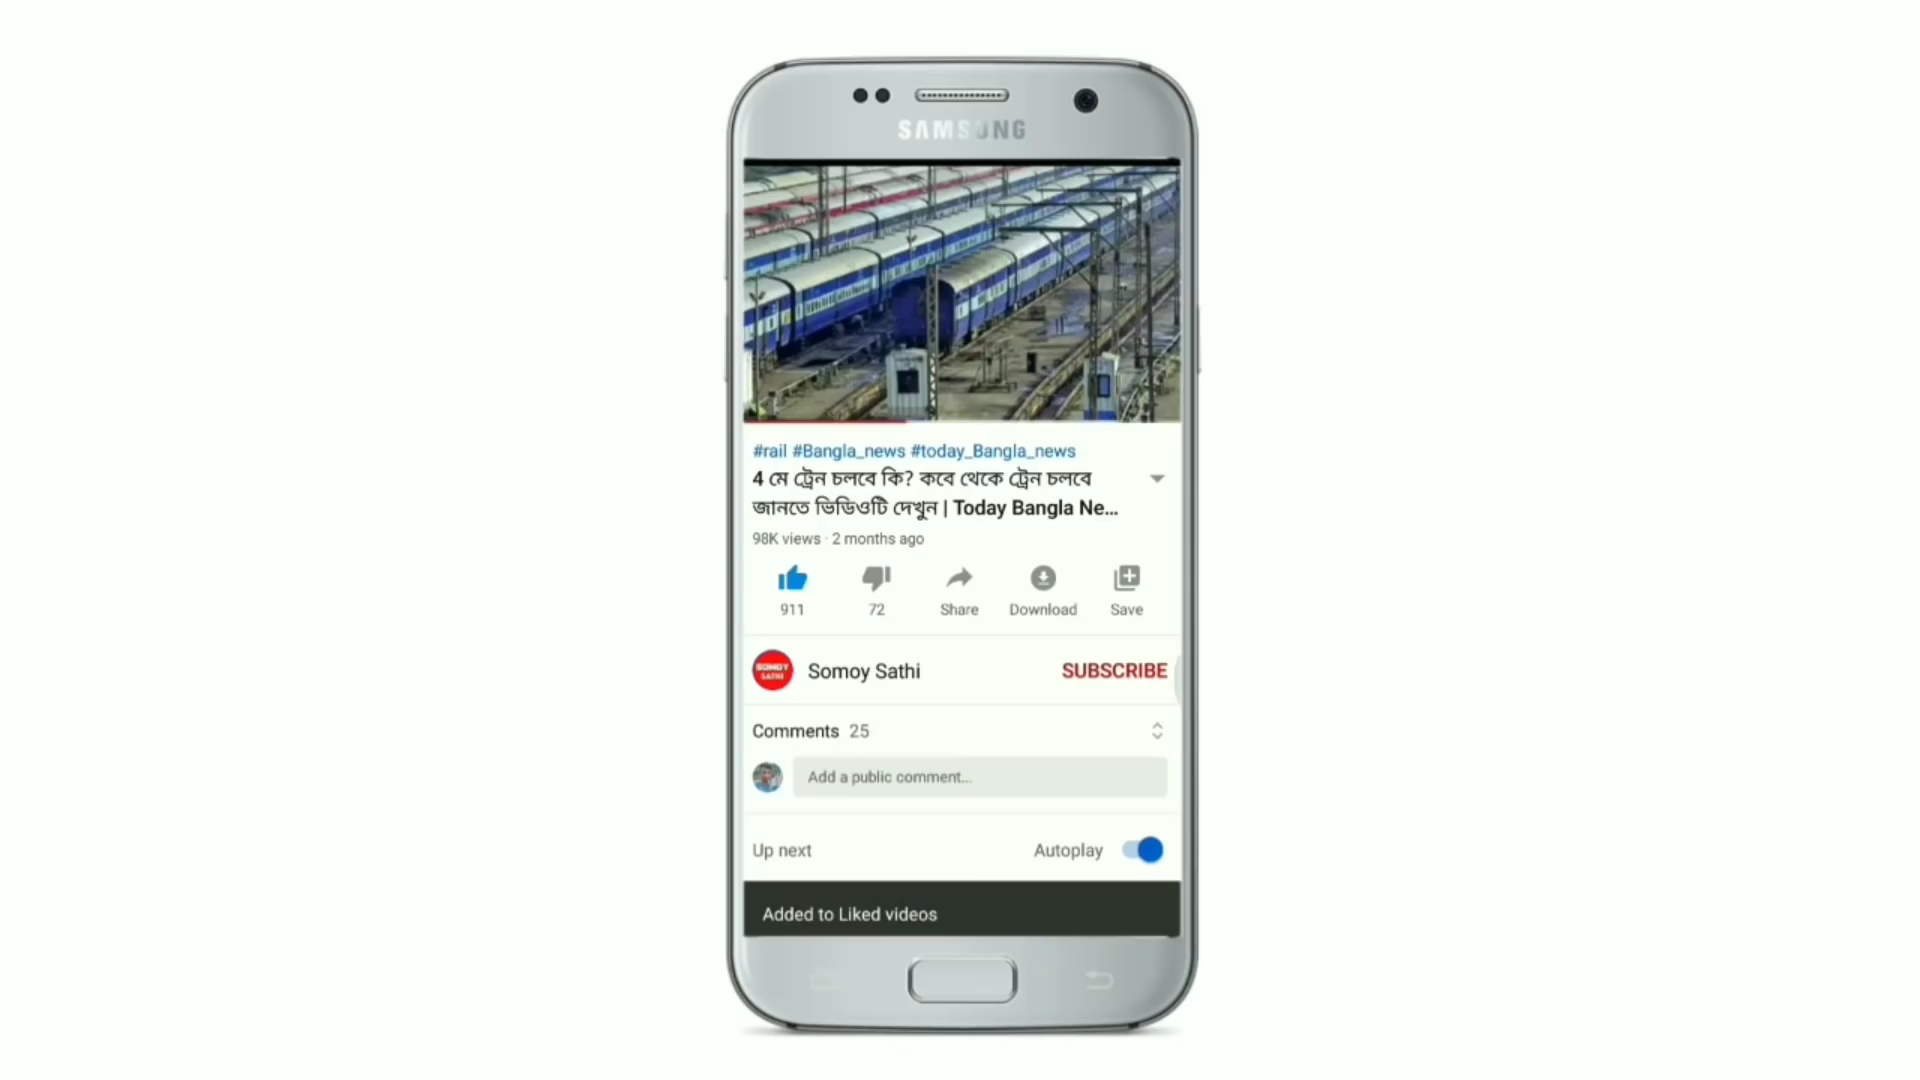 SAMSUNG
#rail #Bangla_news #today_Bangla_news
4 মে ট্রেন চলবে কি? কবে থেকে ট্রেন চলবে
জানতে ভিডিওটি দেখুন | Today Bangla Ne...
98K views · 2 months ago
911
72
Share
Download
Save
SOMOY
SATHI
Somoy Sathi
SUBSCRIBE
Comments 25
Add a public comment...
Up next
Autoplay
Added to Liked videos